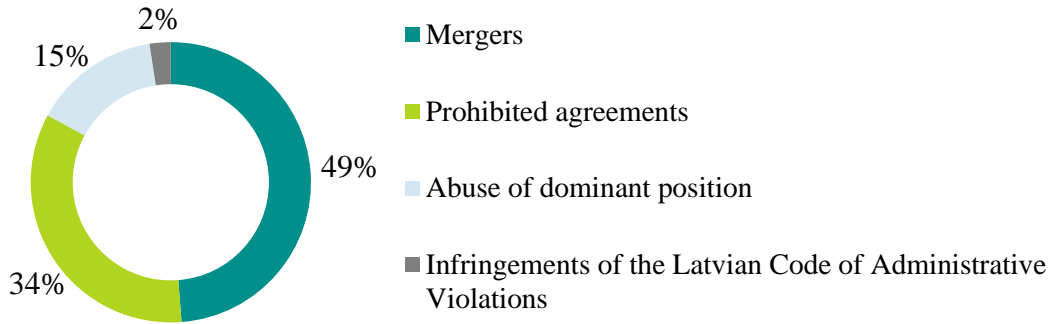 2%
15%
49%
34%
Mergers
Prohibited agreements
Abuse of dominant position
Infringements of the Latvian Code of Administrative
Violations